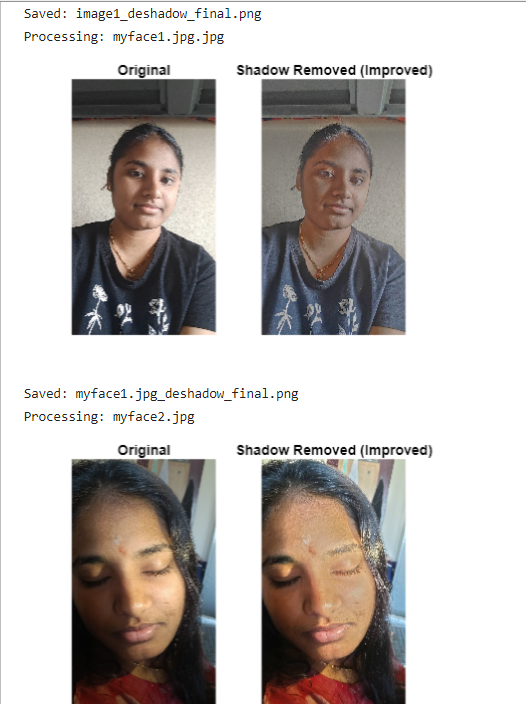 Saved: image1_deshadow_final.png
Processing: myface1.jpg.jpg
Original
Shadow Removed (Improved)
Saved: myface1.jpg_deshadow_final.png
Processing: myface2.jpg
Original
Shadow Removed (Improved)